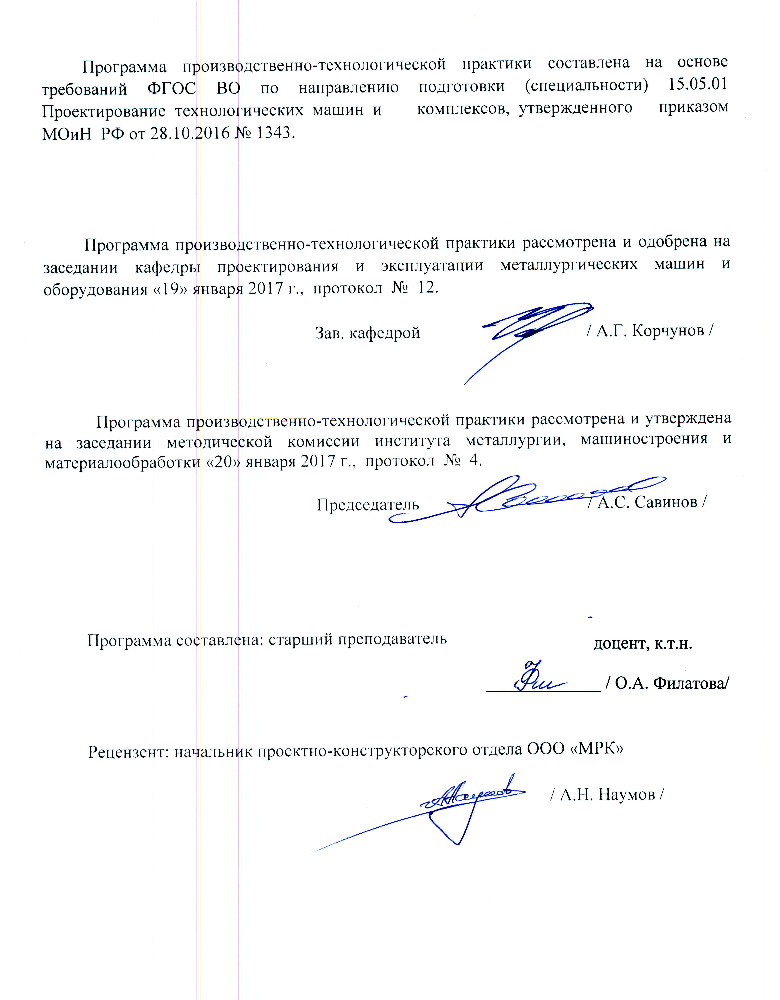 Программа производственно-технологической практики составлена на основе
требований ФГОС ВО по направлению подготовки (специальности) 15.05.01
Проектирование технологических машин и комплексов, утвержденного приказом
МОиН РФ от 28.10.2016 № 1343.
Программа производственно-технологической практики рассмотрена и одобрена на
заседании кафедры проектирования и эксплуатации металлургических машин и
оборудования «19» января 2017 г., протокол № 12.
Зав. кафедрой / А.Г. Корчунов /
Программа производственно-технологической практики рассмотрена и утверждена
на заседании методической комиссии института металлургии, машиностроения и
материалообработки «20» января 2017 г., протокол № 4.
Председатель / А.С. Савинов /
Программа составлена: старший преподаватель доцент, к.т.н.
/ О.А. Филатова/
Рецензент: начальник проектно-конструкторского отдела ООО «МРК»
/ А.Н. Наумов /